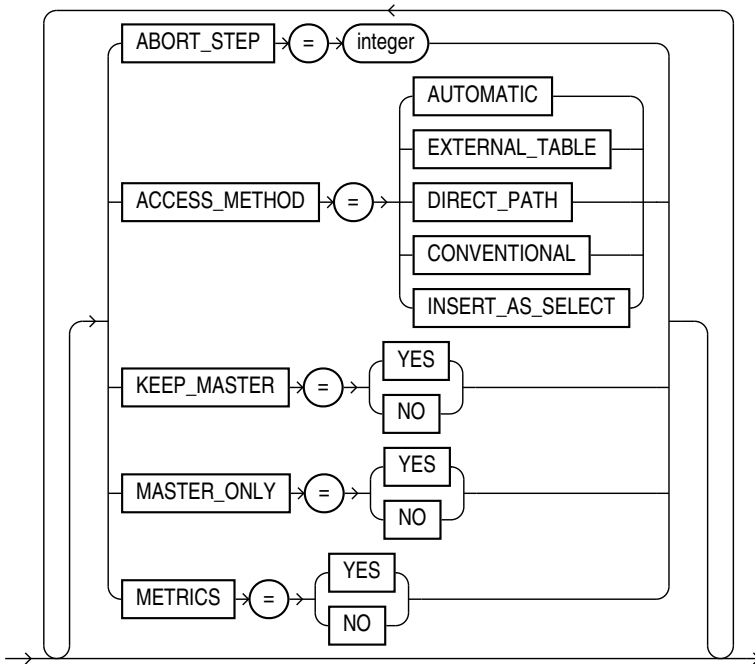 ABORT_STEP = integer
AUTOMATIC
EXTERNAL_TABLE
ACCESS_METHOD = DIRECT_PATH
CONVENTIONAL
INSERT_AS_SELECT
YES
KEEP_MASTER =
NO
YES
MASTER_ONLY =
NO
YES
METRICS =
NO